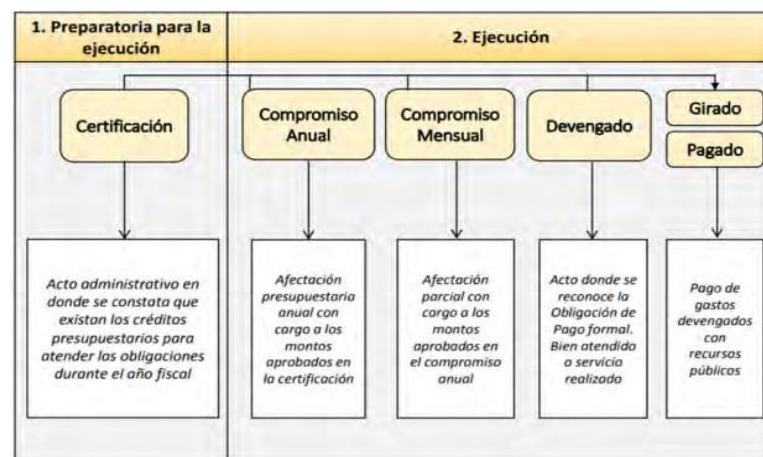 1. Preparatoria para la
ejecución
2. Ejecución
Certificación
Compromiso
Anual
Compromiso
Mensual
Devengado
Girado
Pagado
Acto administrativo en
donde se constata que
existan los créditos
presupuestarios para
atender las obligaciones
durante el año fiscal
Afectación
presupuestaria
anual con
cargo a los
montos
aprobados en
la certificación
Afectación
parcial con
cargo a los
montos
aprobados en
el compromiso
anual
Acto donde se
reconoce la
Obligación de
Pago formal.
Bien atendido
o servicio
realizado
Pago de
gastos
devengados
con
recursos
públicos